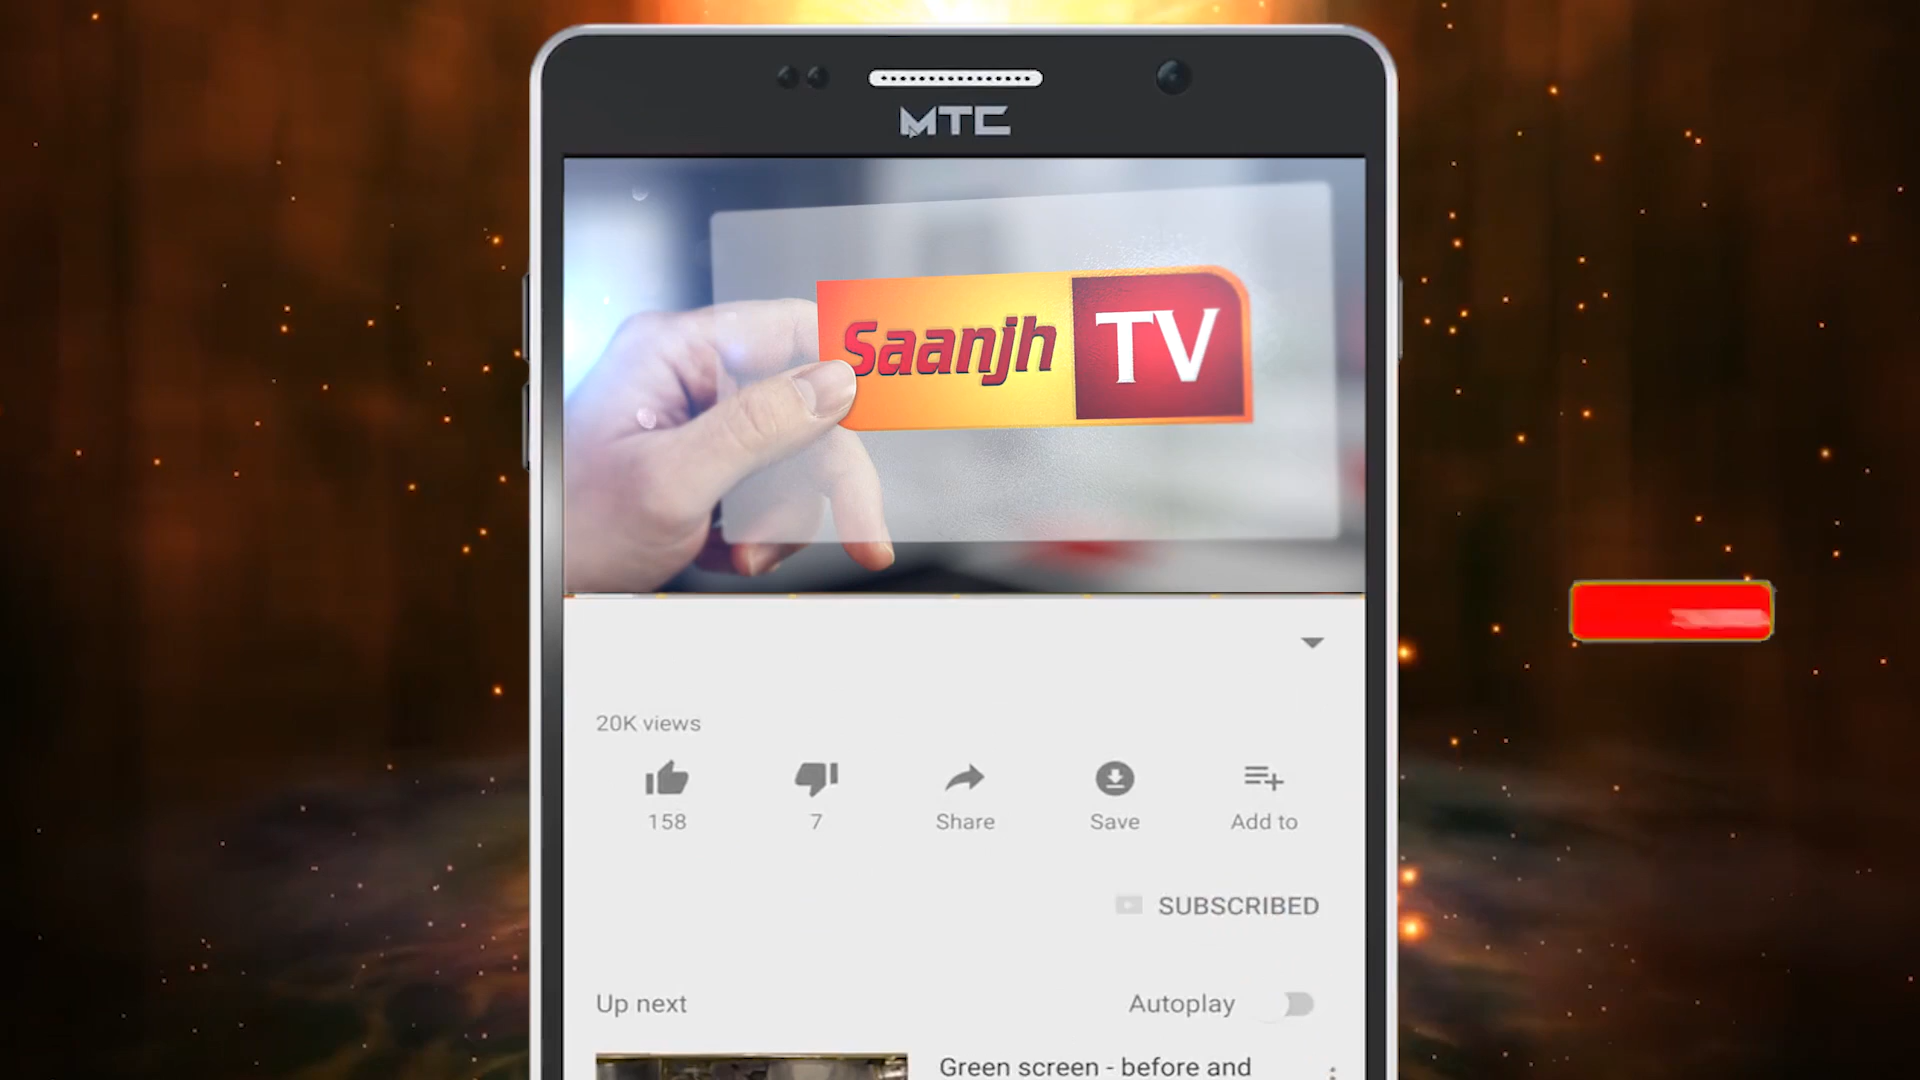 MTC
Saanjh TV
20K views
158
7
Share
Save
Add to
SUBSCRIBED
Up next
Autoplay
Green screen - before and